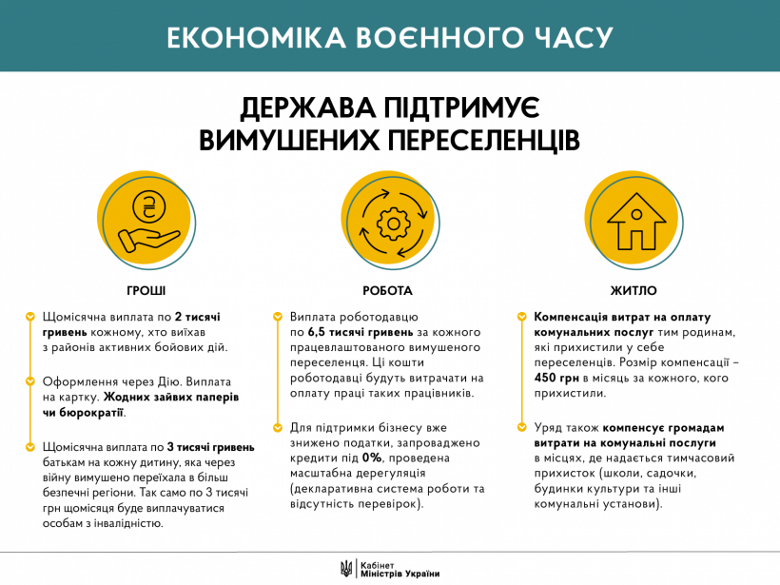 ЕКОНОМІКА ВОЄННОГО ЧАСУ
ДЕРЖАВА ПІДТРИМУЄ
ВИМУШЕНИХ ПЕРЕСЕЛЕНЦІВ
₴
ГРОШІ
Щомісячна виплата по 2 тисячі
гривень кожному, хто виїхав
з районів активних бойових дій.
Оформлення через Дію. Виплата
на картку. Жодних зайвих паперів
чи бюрократії.
Щомісячна виплата по 3 тисячі гривень
батькам на кожну дитину, яка через
війну вимушено переїхала в більш
безпечні регіони. Так само по 3 тисячі
грн щомісяця буде виплачуватися
особам з інвалідністю.
РОБОТА
Виплата роботодавцю
по 6,5 тисячі гривень за кожного
працевлаштованого вимушеного
переселенця. Ці кошти
роботодавці будуть витрачати на
оплату праці таких працівників.
Для підтримки бізнесу вже
знижено податки, запроваджено
кредити під 0%, проведена
масштабна дерегуляція
(декларативна система роботи та
відсутність перевірок).
ЖИТЛО
Компенсація витрат на оплату
комунальних послуг тим родинам,
які прихистили у себе
переселенців. Розмір компенсації –
450 грн в місяць за кожного, кого
прихистили.
Уряд також компенсує громадам
витрати на комунальні послуги
в місцях, де надається тимчасовий
прихисток (школи, садочки,
будинки культури та інші
комунальні установи).
Кабінет
Міністрів України